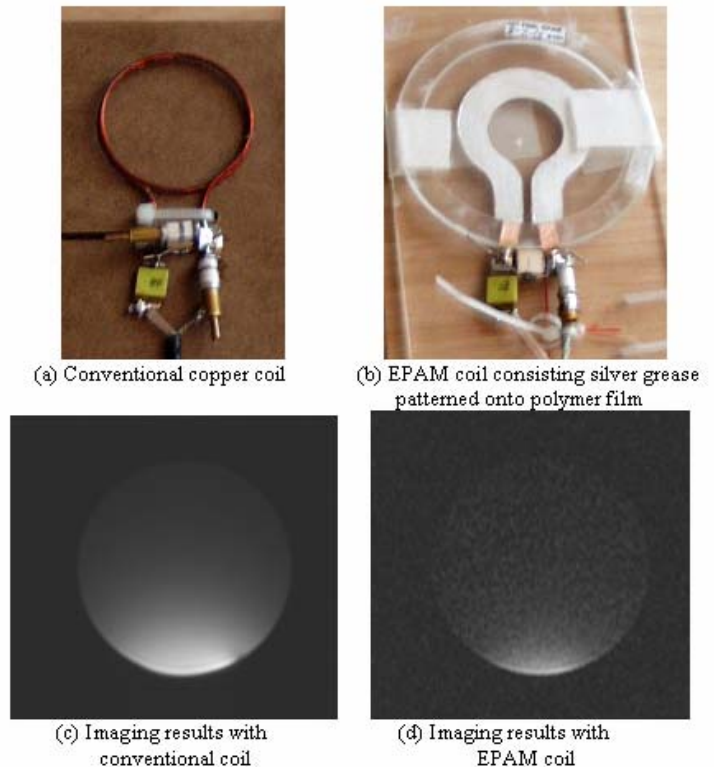 (a) Conventional copper coil
(b) EPAM coil consisting silver grease
patterned onto polymer film
(c) Imaging results with
conventional coil
(d) Imaging results with
EPAM coil